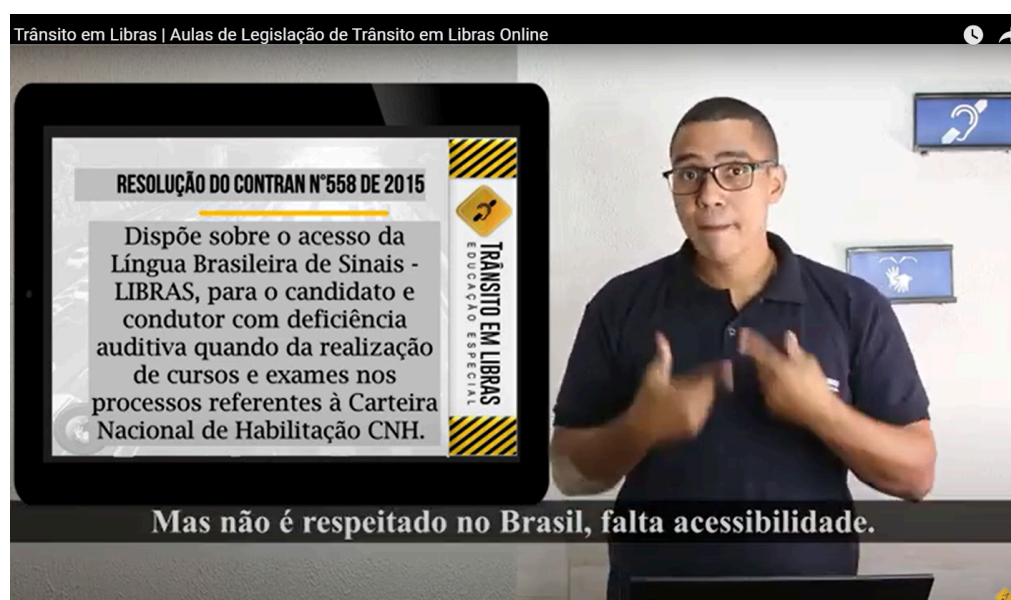 Trânsito em Libras | Aulas de Legislação de Trânsito em Libras Online
RESOLUÇÃO DO CONTRAN N°558 DE 2015
Dispõe sobre o acesso da
Língua Brasileira de Sinais -
LIBRAS, para o candidato e
condutor com deficiência
auditiva quando da realização
de cursos e exames nos
processos referentes à Carteira
Nacional de Habilitação CNH.
TRÂNSITO EM LIBRAS
EDUCAÇÃO ESPECIAL
Mas não é respeitado no Brasil, falta acessibilidade.